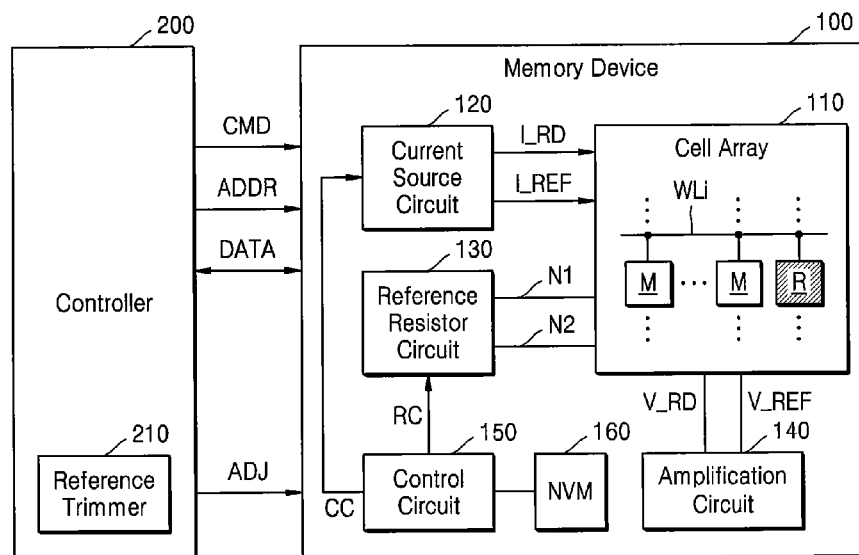 200
100
Memory Device
120
110
CMD
Current
Source
Circuit
I_RD
I_REF
Cell Array
WLi
ADDR
DATA
130
M
M
R
Controller
Reference
Resistor
Circuit
N1
N2
RC
V_RD
V_REF
210
150
160
140
Reference
Trimmer
ADJ
CC
Control
Circuit
NVM
Amplification
Circuit